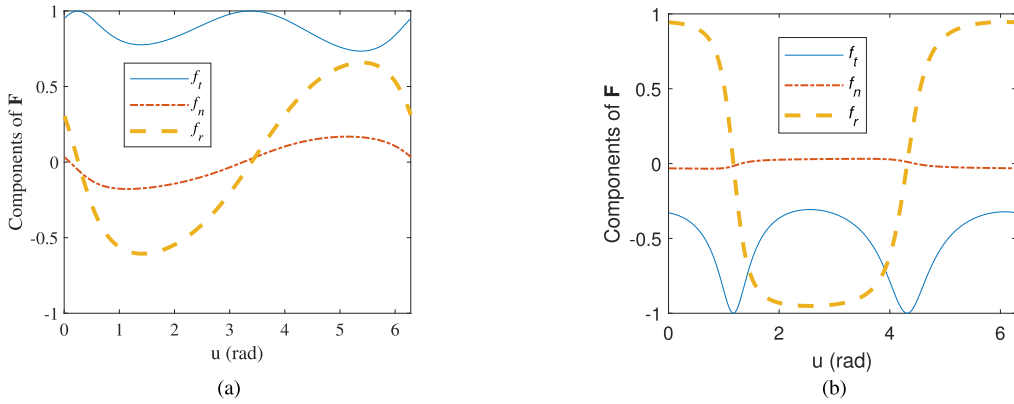 1
0.5
0
-0.5
-1
Components of F
f_t
f_n
f_r
0 1 2 3 4 5 6
u (rad)
(a)
1
0.5
0
-0.5
-1
Components of F
f_t
f_n
f_r
0 2 4 6
u (rad)
(b)